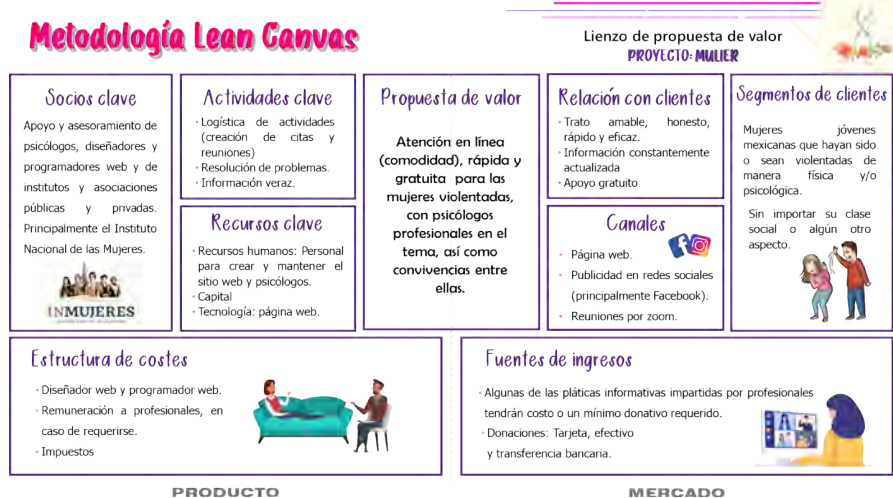 Metodología Lean Canvas
Lienzo de propuesta de valor
PROYECTO: MULIER
Socios clave
Apoyo y asesoramiento de
psicólogos, diseñadores y
programadores web y de
institutos y asociaciones
públicas y privadas.
Principalmente el Instituto
Nacional de las Mujeres.
INMUJERES
Actividades clave
• Logística de actividades
(creación de citas y
reuniones)
• Resolución de problemas.
• Información veraz.
Recursos clave
• Recursos humanos: Personal
para crear y mantener el
sitio web y psicólogos.
• Capital
• Tecnología: página web.
Propuesta de valor
Atención en línea
(comodidad), rápida y
gratuita para las
mujeres violentadas,
con psicólogos
profesionales en el
tema, así como
convivencias entre
ellas.
Relación con clientes
• Trato amable, honesto,
rápido y eficaz.
• Información constantemente
actualizada
• Apoyo gratuito
Canales
• Página web.
• Publicidad en redes sociales
(principalmente Facebook).
• Reuniones por zoom.
Segmentos de clientes
Mujeres jóvenes
mexicanas que hayan sido
o sean violentadas de
manera física y/o
psicológica.
Sin importar su clase
social o algún otro
aspecto.
Estructura de costes
• Diseñador web y programador web.
• Remuneración a profesionales, en
caso de requerirse.
• Impuestos
Fuentes de ingresos
• Algunas de las pláticas informativas impartidas por profesionales
tendrán costo o un mínimo donativo requerido.
• Donaciones: Tarjeta, efectivo
y transferencia bancaria.
PRODUCTO
MERCADO